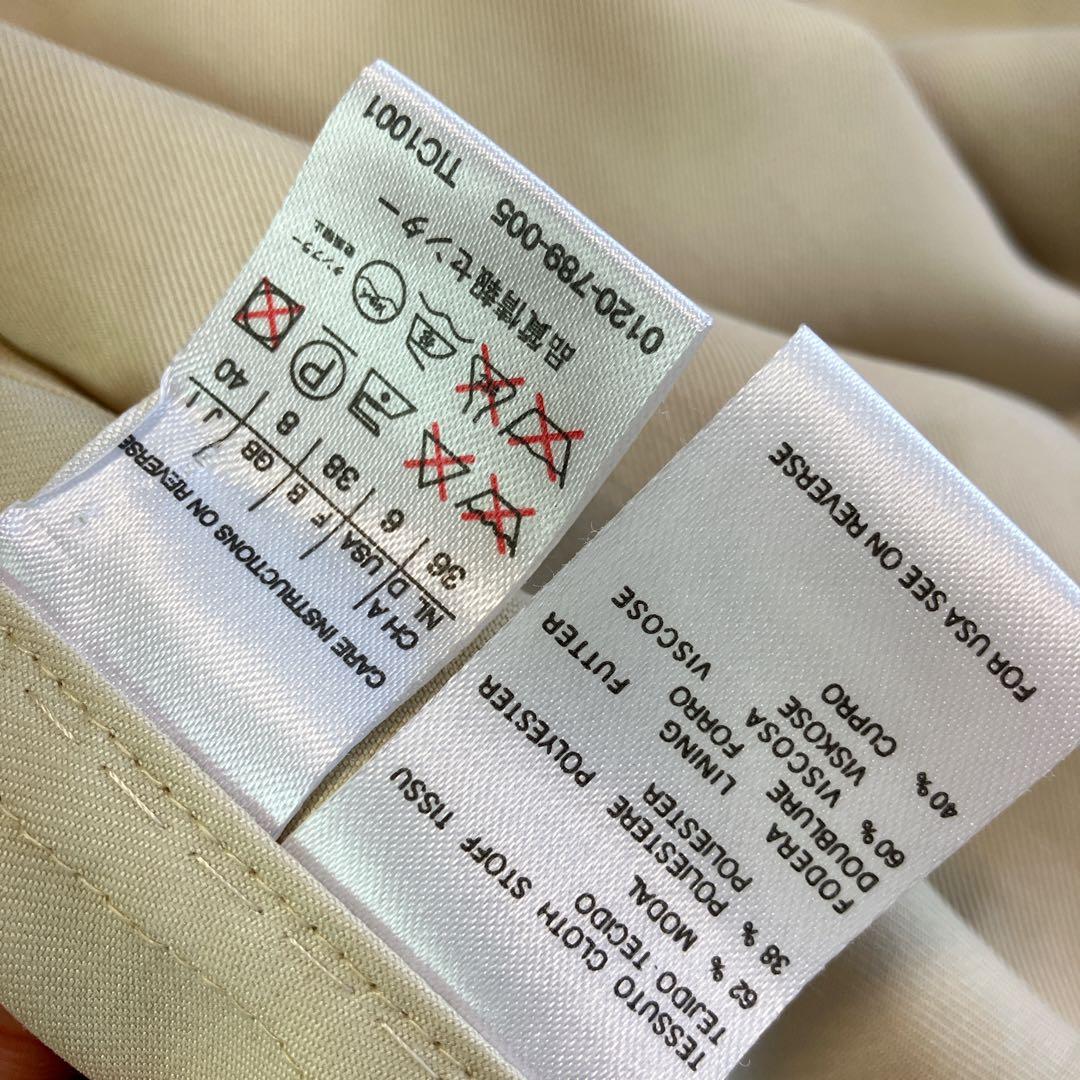 CARE INSTRUCTIONS ON REVERSE
CH A
NL D USA F B GB J I
36 6 38 8 40
P
品質情報センター
0120-789-005 TIC1001
TESSUTO CLOTH STOFF TISSU
TEJIDO·TECIDO
62 % MODAL
38 % POLIESTERE POLYESTER
POLIESTER
FODERA LINING FUTTER
DOUBLURE FORRO
60 % VISCOSA VISCOSE
VISKOSE
40 % CUPRO
FOR USA SEE ON REVERSE